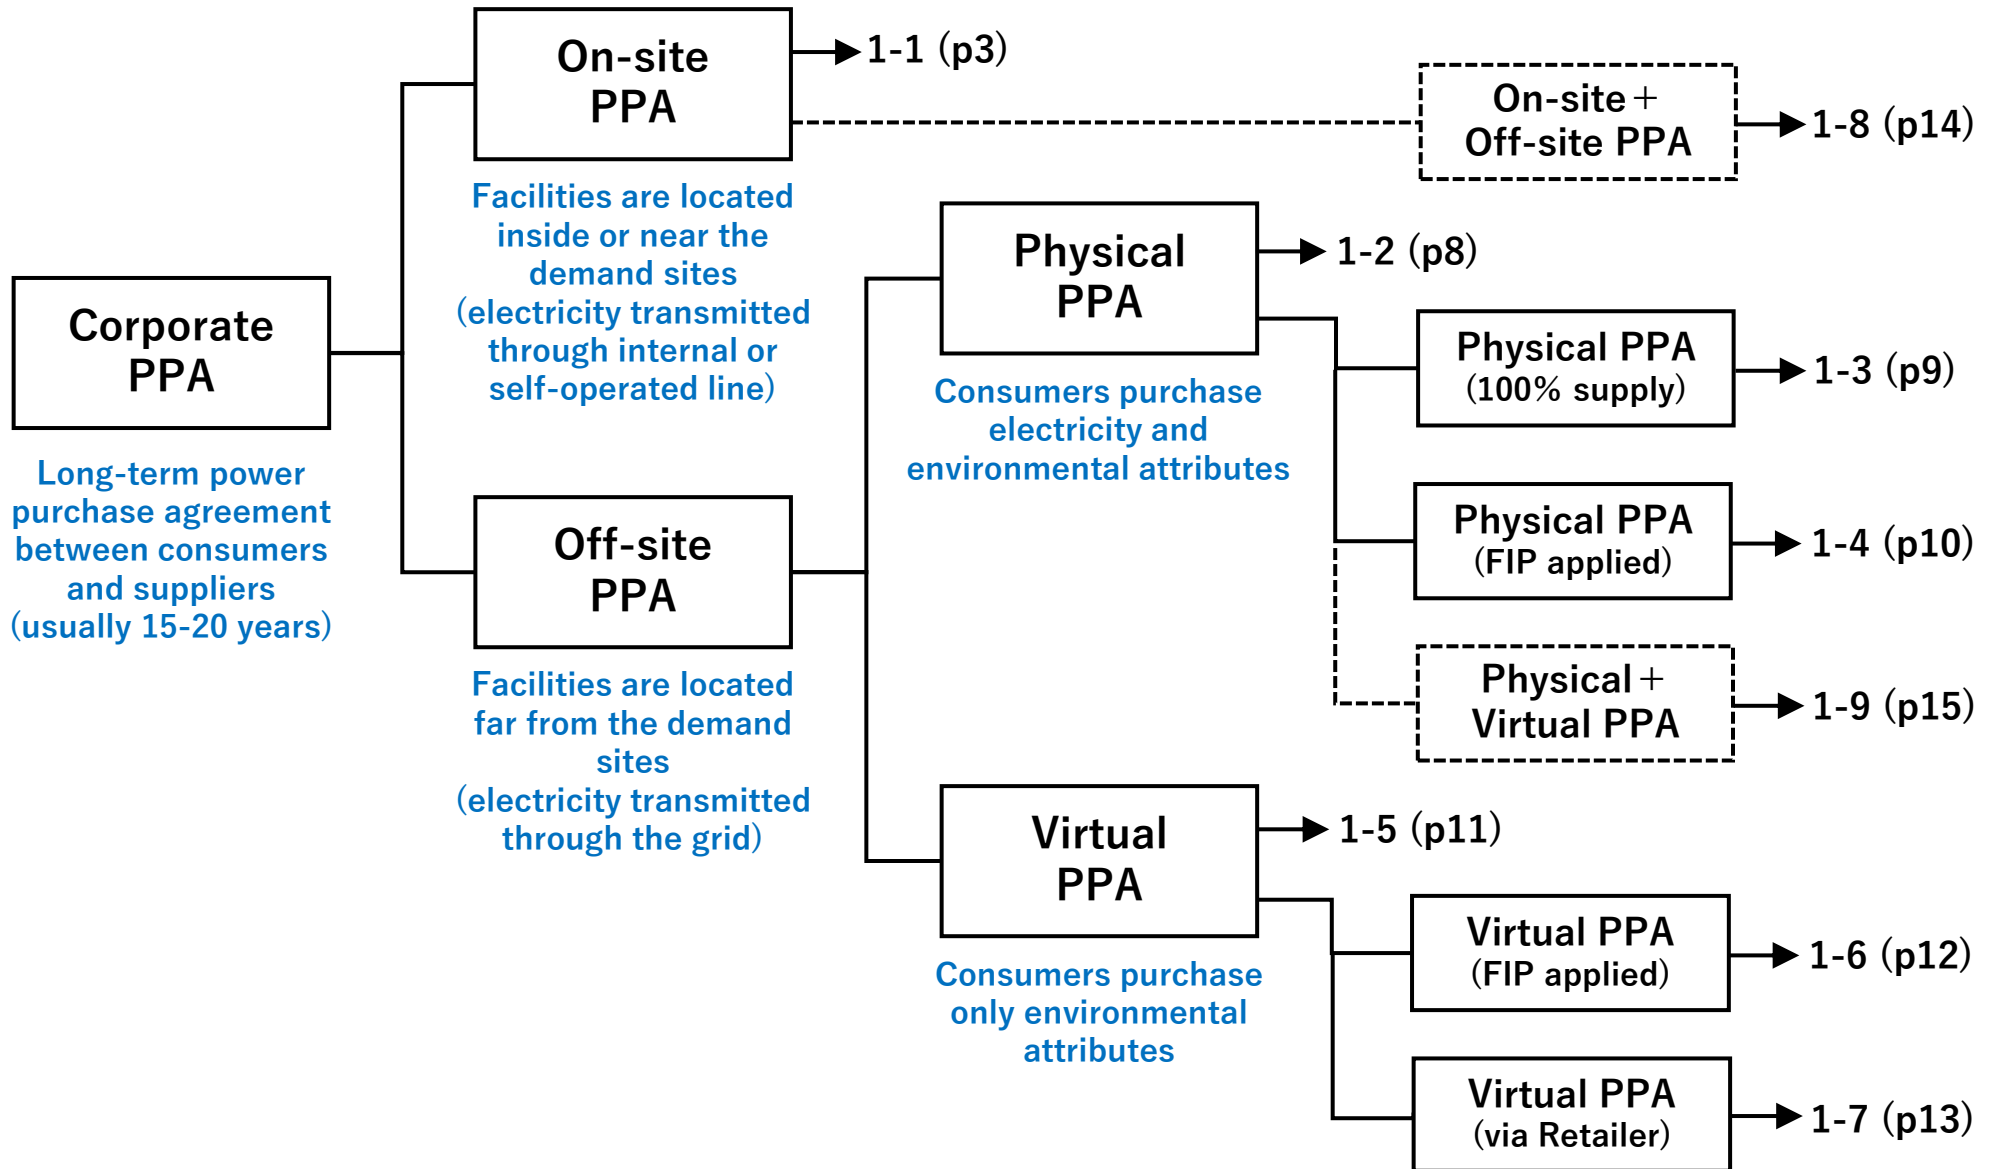 Corporate
PPA
Long-term power
purchase agreement
between consumers
and suppliers
(usually 15-20 years)
On-site
PPA
1-1 (p3)
Facilities are located
inside or near the
demand sites
(electricity transmitted
through internal or
self-operated line)
On-site+
Off-site PPA
1-8 (p14)
Off-site
PPA
Facilities are located
far from the demand
sites
(electricity transmitted
through the grid)
Physical
PPA
1-2 (p8)
Consumers purchase
electricity and
environmental attributes
Physical PPA
(100% supply)
1-3 (p9)
Physical PPA
(FIP applied)
1-4 (p10)
Physical+
Virtual PPA
1-9 (p15)
Virtual
PPA
1-5 (p11)
Consumers purchase
only environmental
attributes
Virtual PPA
(FIP applied)
1-6 (p12)
Virtual PPA
(via Retailer)
1-7 (p13)